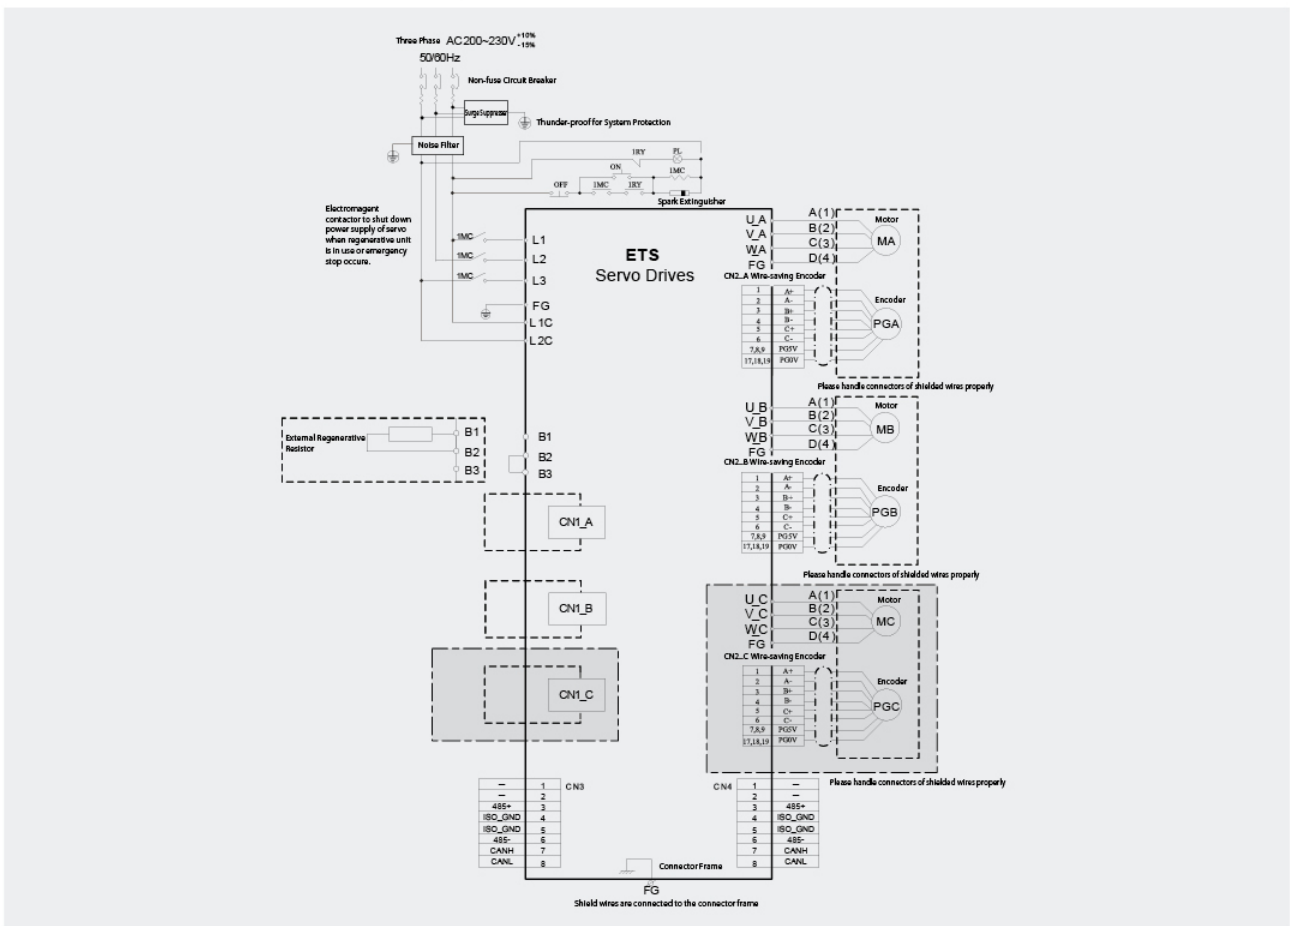 Three Phase AC200~230V +10% -15%
50/60Hz
Non-fuse Circuit Breaker
Surge Suppresser
Thunder-proof for System Protection
Noise Filter
1RY
PL
ON
1MC
OFF
1MC
1RY
Spark Extinguisher
Electromagent
contactor to shut down
power supply of servo
when regenerative unit
is in use or emergency
stop occure.
1MC
L1
1MC
L2
1MC
L3
FG
L1C
L2C
ETS
Servo Drives
U_A A(1)
V_A B(2)
W_A C(3)
FG D(4)
Motor
MA
CN2_A Wire-saving Encoder
1 A+
2 A-
3 B+
4 B-
5 C+
6 C-
7,8,9 PG5V
17,18,19 PG0V
Encoder
PGA
Please handle connectors of shielded wires properly
External Regenerative
Resistor
B1
B2
B3
B1
B2
B3
U_B A(1)
V_B B(2)
W_B C(3)
FG D(4)
Motor
MB
CN2_B Wire-saving Encoder
1 A+
2 A-
3 B+
4 B-
5 C+
6 C-
7,8,9 PG5V
17,18,19 PG0V
Encoder
PGB
Please handle connectors of shielded wires properly
CN1_A
CN1_B
CN1_C
U_C A(1)
V_C B(2)
W_C C(3)
FG D(4)
Motor
MC
CN2_C Wire-saving Encoder
1 A+
2 A-
3 B+
4 B-
5 C+
6 C-
7,8,9 PG5V
17,18,19 PG0V
Encoder
PGC
Please handle connectors of shielded wires properly
CN3
– 1
– 2
485+ 3
ISO_GND 4
ISO_GND 5
485- 6
CANH 7
CANL 8
CN4
1 –
2 –
3 485+
4 ISO_GND
5 ISO_GND
6 485-
7 CANH
8 CANL
Connector Frame
FG
Shield wires are connected to the connector frame